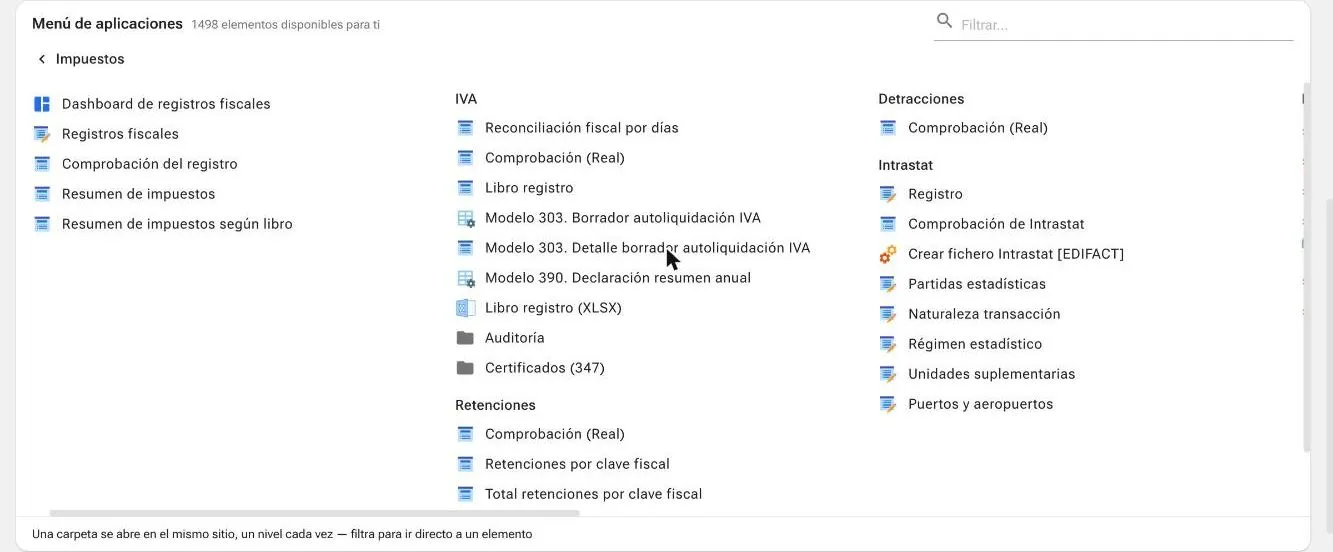 Menú de aplicaciones 1498 elementos disponibles para ti
Filtrar...
Impuestos
Dashboard de registros fiscales
Registros fiscales
Comprobación del registro
Resumen de impuestos
Resumen de impuestos según libro
IVA
Reconciliación fiscal por días
Comprobación (Real)
Libro registro
Modelo 303. Borrador autoliquidación IVA
Modelo 303. Detalle borrador autoliquidación IVA
Modelo 390. Declaración resumen anual
Libro registro (XLSX)
Auditoría
Certificados (347)
Retenciones
Comprobación (Real)
Retenciones por clave fiscal
Total retenciones por clave fiscal
Detracciones
Comprobación (Real)
Intrastat
Registro
Comprobación de Intrastat
Crear fichero Intrastat [EDIFACT]
Partidas estadísticas
Naturaleza transacción
Régimen estadístico
Unidades suplementarias
Puertos y aeropuertos
Una carpeta se abre en el mismo sitio, un nivel cada vez — filtra para ir directo a un elemento